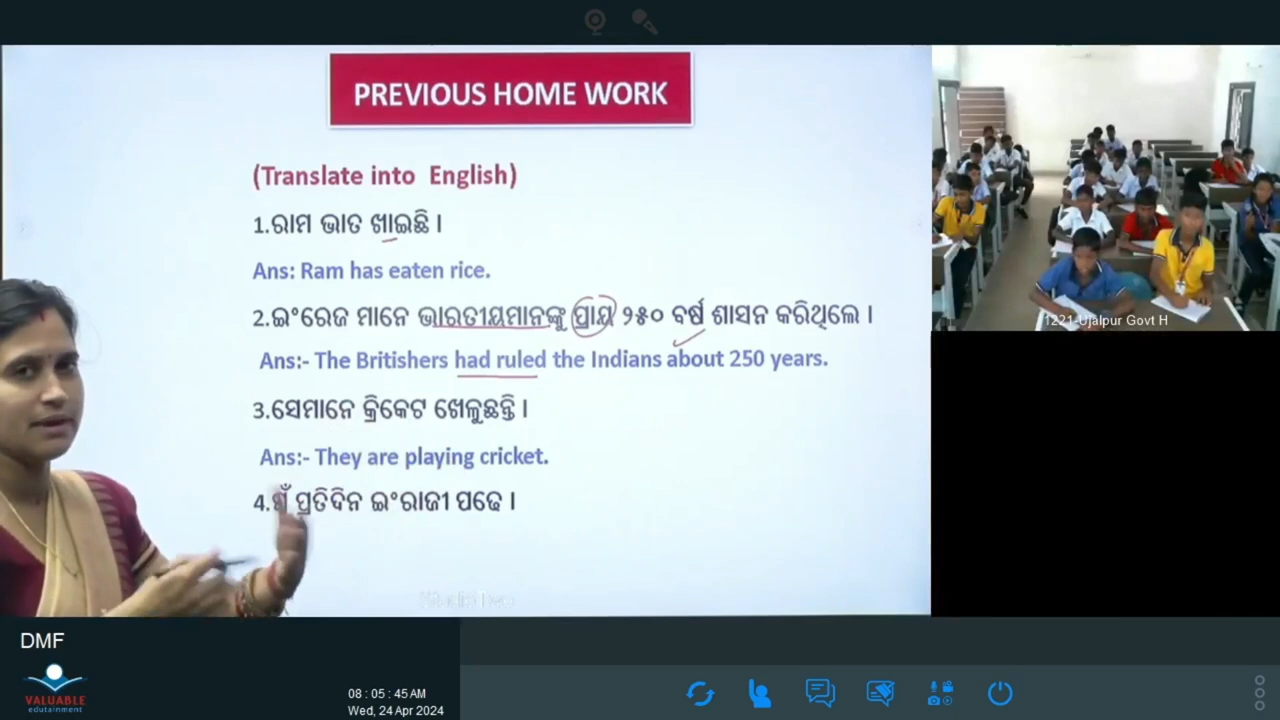 PREVIOUS HOME WORK
(Translate into English)
1.ରାମ ଭାତ ଖାଇଛି ।
Ans: Ram has eaten rice.
2.ଇଂରେଜ ମାନେ ଭାରତୀୟମାନଙ୍କୁ ପ୍ରାୟ ୨୫୦ ବର୍ଷ ଶାସନ କରିଥିଲେ ।
Ans:- The Britishers had ruled the Indians about 250 years.
3.ସେମାନେ କ୍ରିକେଟ ଖେଳୁଛନ୍ତି ।
Ans:- They are playing cricket.
4. ପ୍ରତିଦିନ ଇଂରାଜୀ ପଢେ ।
1221-Ujalpur Govt H
DMF
VALUABLE
edutainment
08 : 05 : 45 AM
Wed, 24 Apr 2024